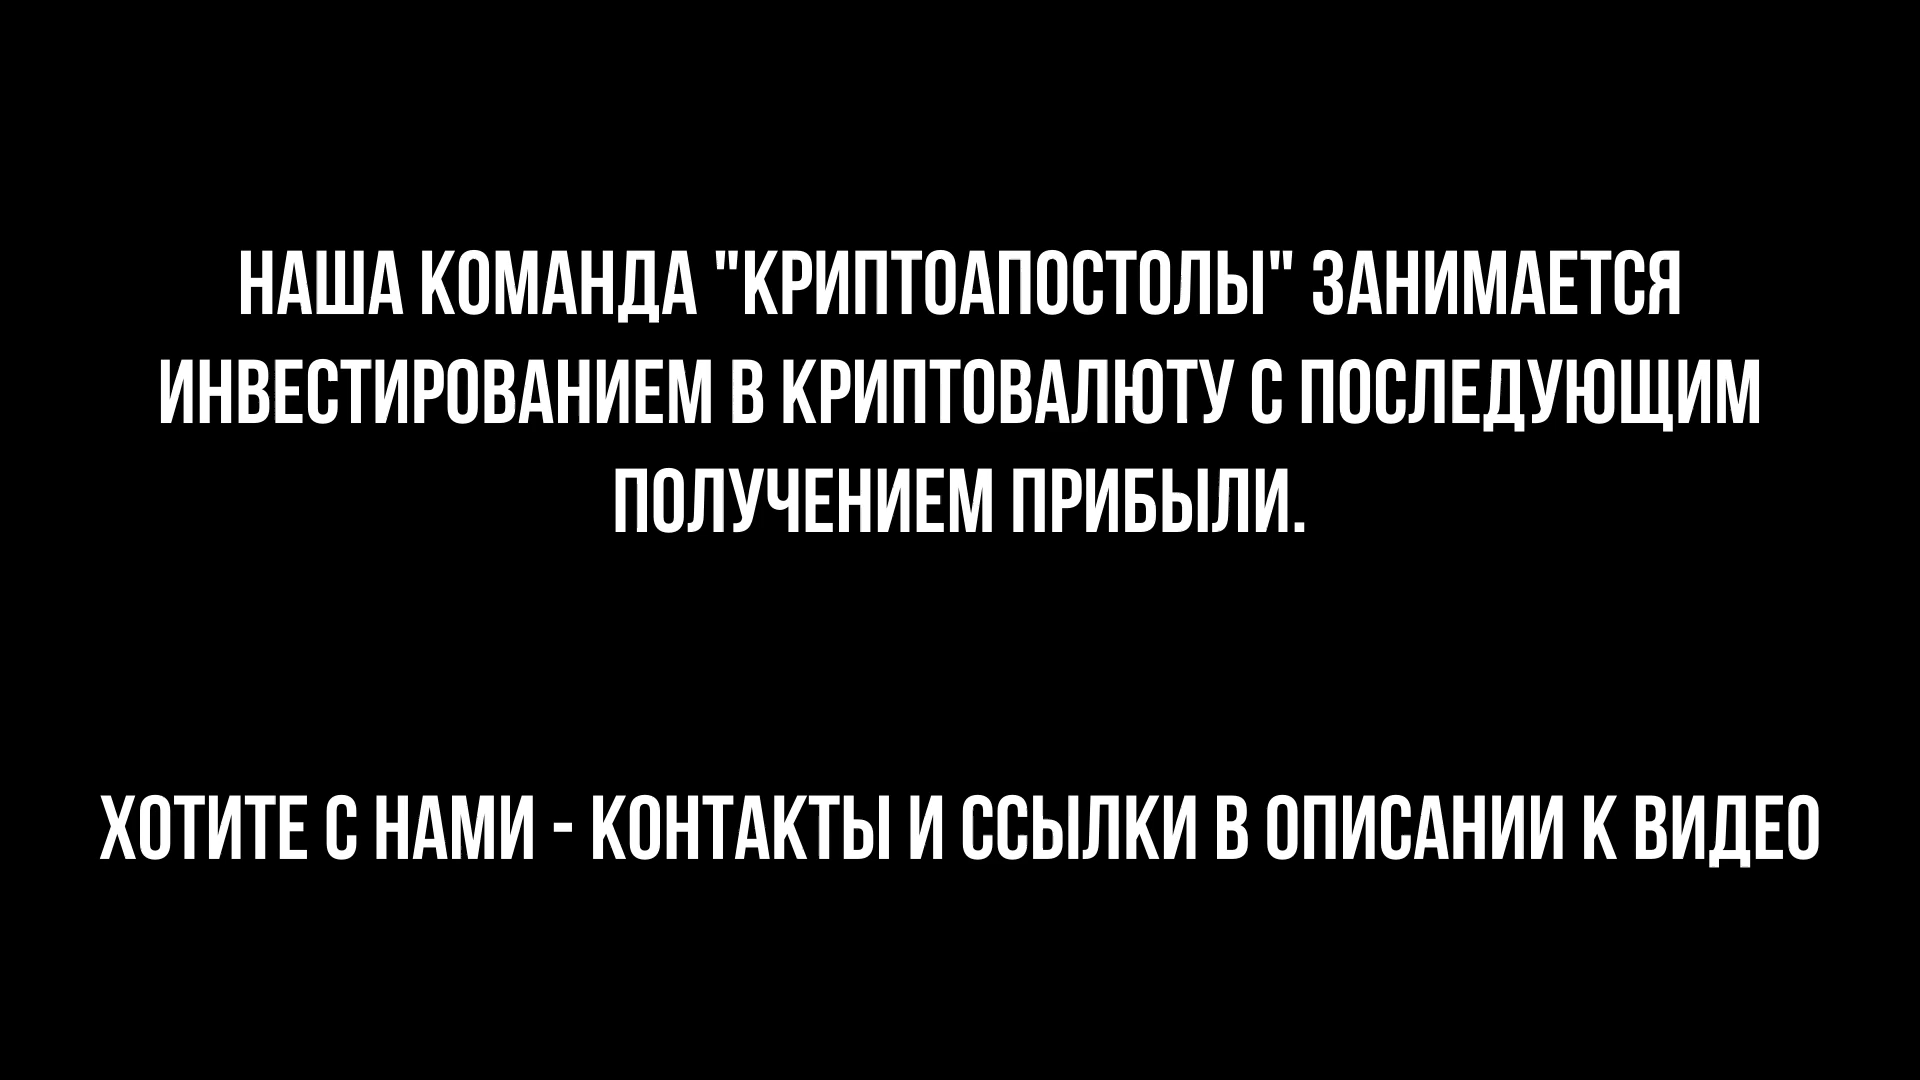 НАША КОМАНДА "КРИПТОАПОСТОЛЫ" ЗАНИМАЕТСЯ
ИНВЕСТИРОВАНИЕМ В КРИПТОВАЛЮТУ С ПОСЛЕДУЮЩИМ
ПОЛУЧЕНИЕМ ПРИБЫЛИ.
ХОТИТЕ С НАМИ - КОНТАКТЫ И ССЫЛКИ В ОПИСАНИИ К ВИДЕО